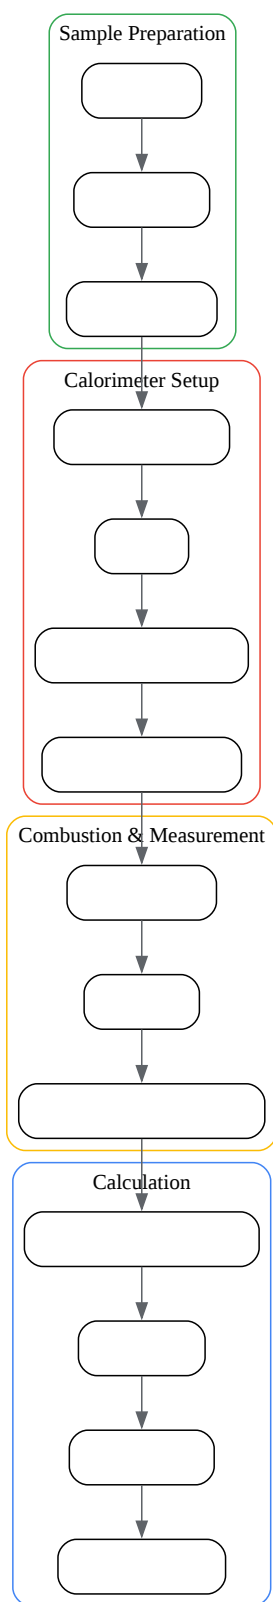 Sample Preparation
Calorimeter Setup
Combustion & Measurement
Calculation